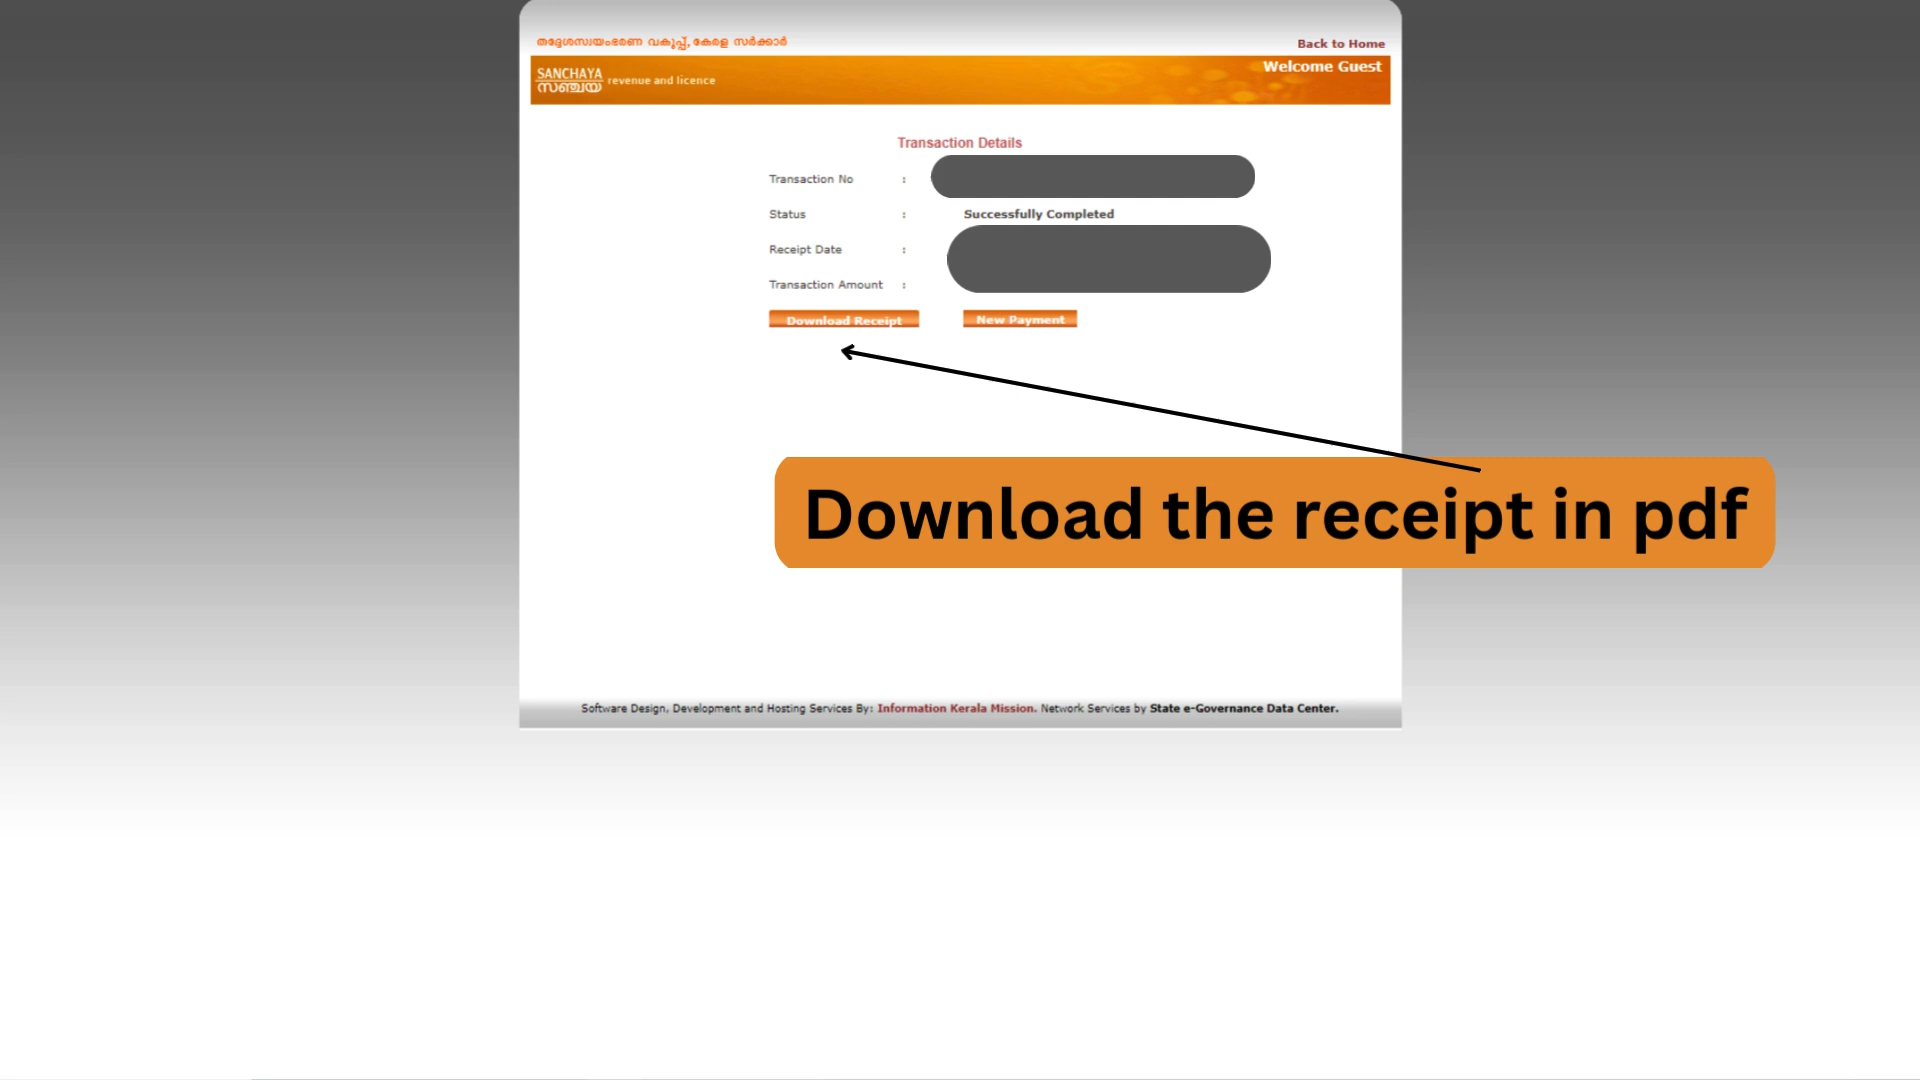 തദ്ദേശസ്വയംഭരണ വകുപ്പ്, കേരള സർക്കാർ
Back to Home
SANCHAYA
സഞ്ചയ
revenue and licence
Welcome Guest
Transaction Details
Transaction No :
Status : Successfully Completed
Receipt Date :
Transaction Amount :
Download Receipt New Payment
Download the receipt in pdf
Software Design, Development and Hosting Services By: Information Kerala Mission. Network Services by State e-Governance Data Center.